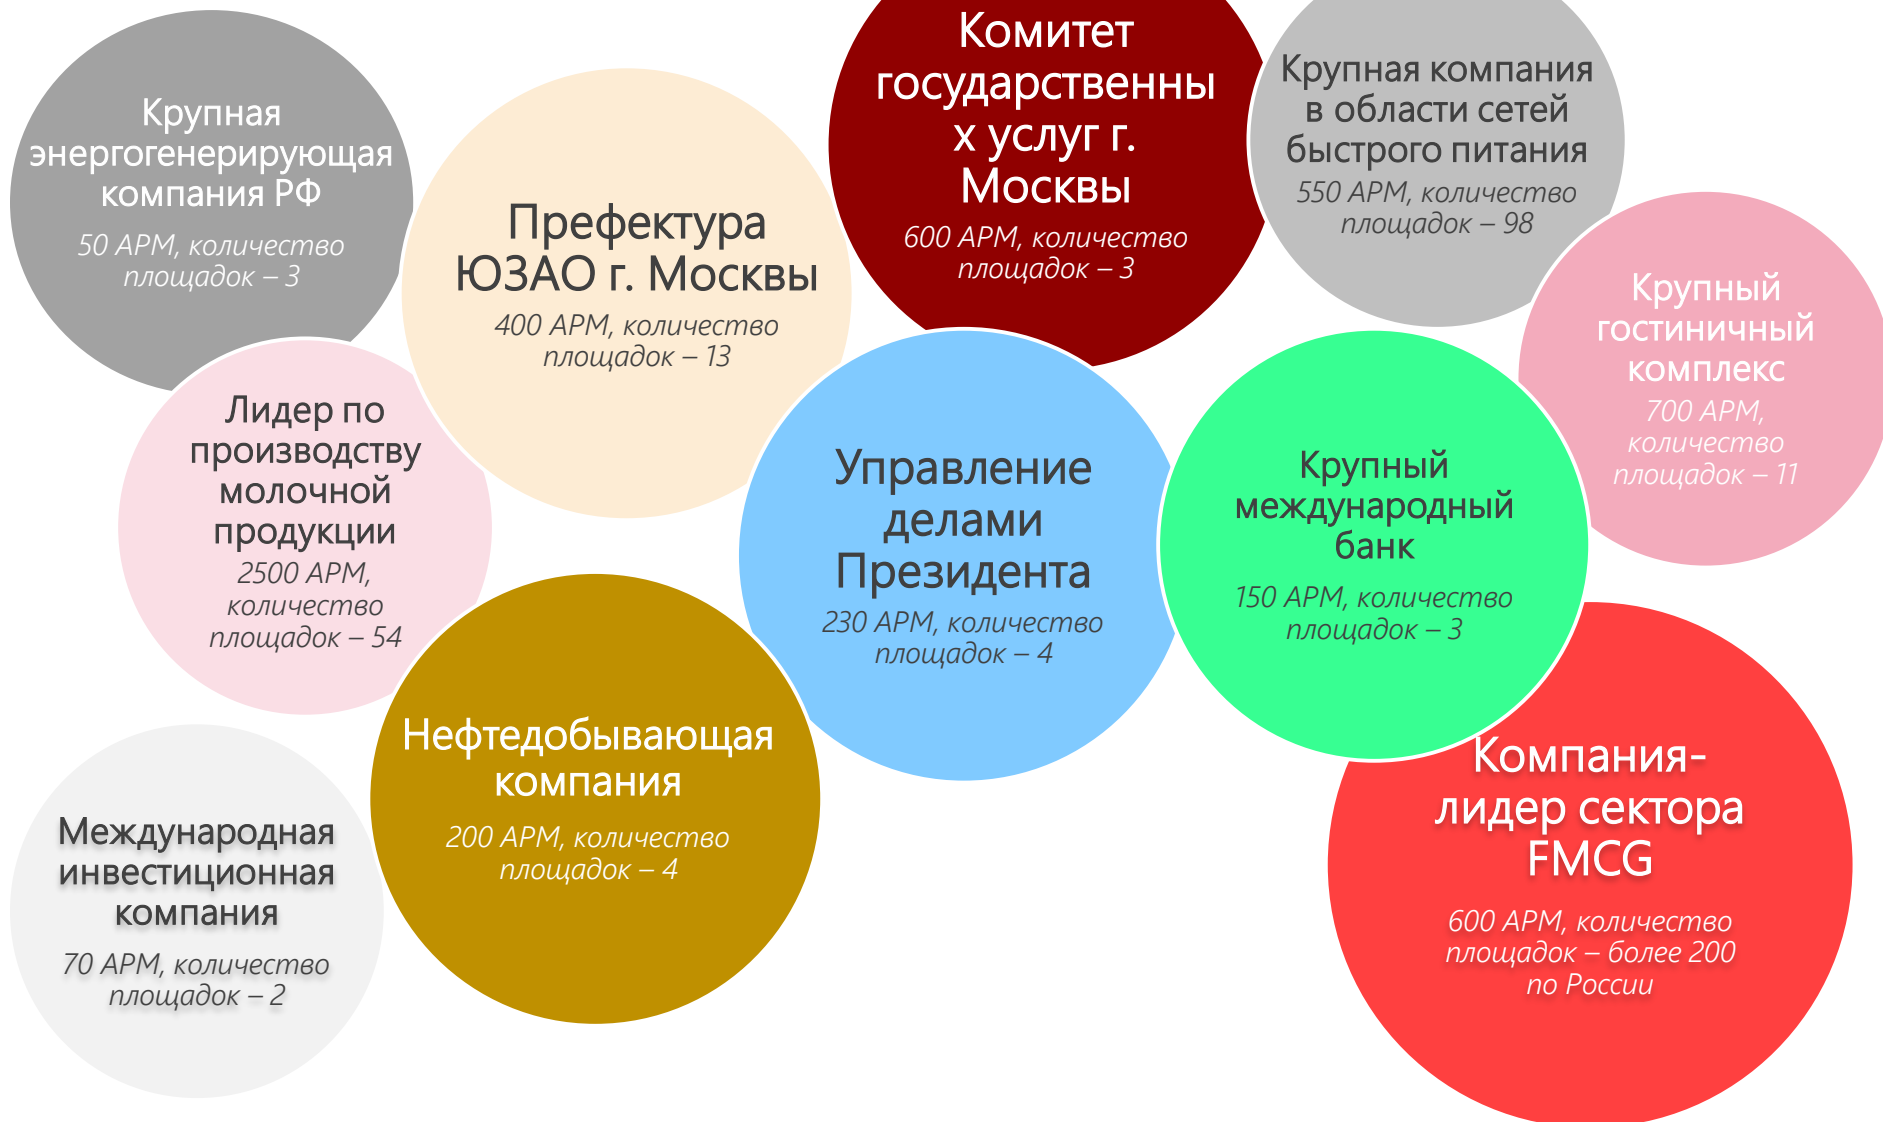 Крупная
энергогенерирующая
компания РФ
50 АРМ, количество
площадок – 3
Префектура
ЮЗАО г. Москвы
400 АРМ, количество
площадок – 13
Комитет
государственны
х услуг г.
Москвы
600 АРМ, количество
площадок – 3
Крупная компания
в области сетей
быстрого питания
550 АРМ, количество
площадок – 98
Крупный
гостиничный
комплекс
700 АРМ,
количество
площадок – 11
Лидер по
производству
молочной
продукции
2500 АРМ,
количество
площадок – 54
Управление
делами
Президента
230 АРМ, количество
площадок – 4
Крупный
международный
банк
150 АРМ, количество
площадок – 3
Нефтедобывающая
компания
200 АРМ, количество
площадок – 4
Международная
инвестиционная
компания
70 АРМ, количество
площадок – 2
Компания-
лидер сектора
FMCG
600 АРМ, количество
площадок – более 200
по России